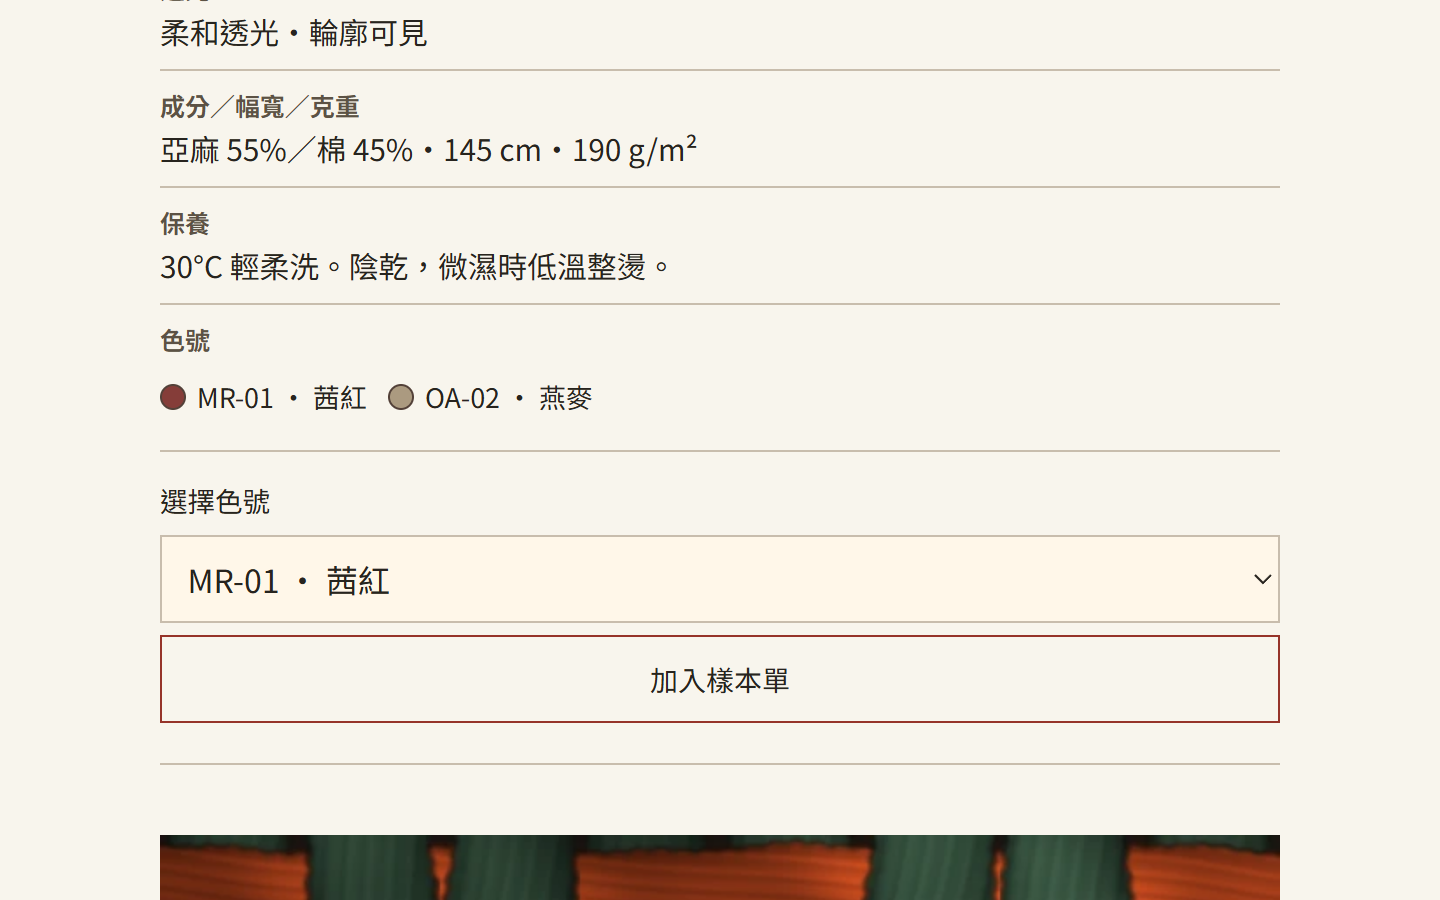 柔和透光・輪廓可見
成分／幅寬／克重
亞麻 55%／棉 45%・145 cm・190 g/m²
保養
30°C 輕柔洗。陰乾，微濕時低溫整燙。
色號
MR-01 ・ 茜紅 OA-02 ・ 燕麥
選擇色號
MR-01 ・ 茜紅
加入樣本單